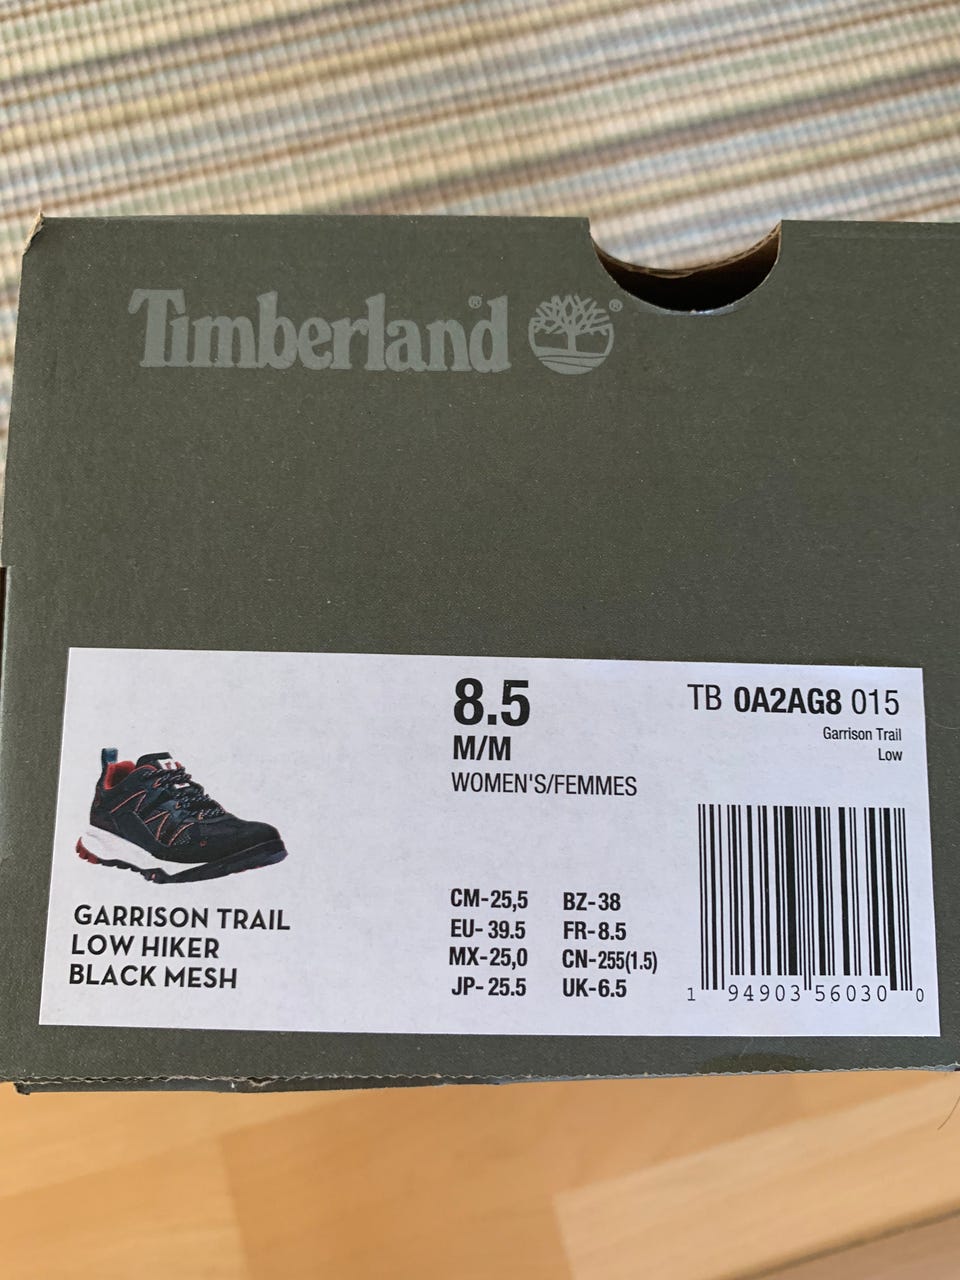 Timberland® ®
8.5
M/M
WOMEN'S/FEMMES
TB 0A2AG8 015
Garrison Trail
Low
GARRISON TRAIL
LOW HIKER
BLACK MESH
CM-25,5 BZ-38
EU- 39.5 FR-8.5
MX-25,0 CN-255(1.5)
JP- 25.5 UK-6.5
1 94903 56030 0